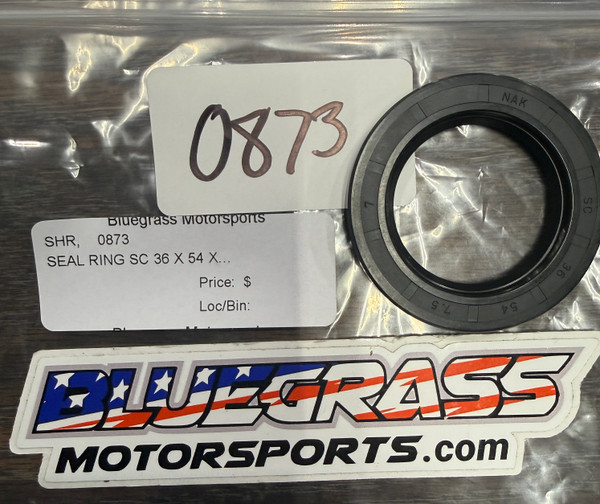 0873
Bluegrass Motorsports
SHR, 0873
SEAL RING SC 36 X 54 X...
Price: $
Loc/Bin:
NAK
SC
36
54
7.5
7
BLUEGRASS
MOTORSPORTS.com